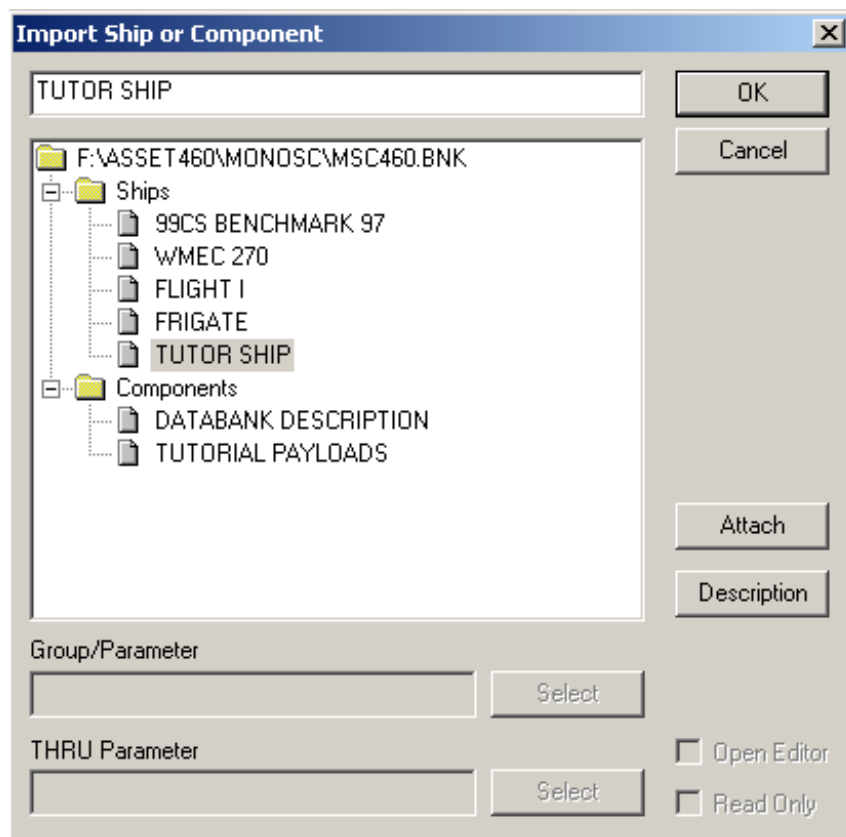 Import Ship or Component
TUTOR SHIP
OK
Cancel
F:\ASSET460\MONOSC\MSC460.BNK
Ships
99CS BENCHMARK 97
WMEC 270
FLIGHT I
FRIGATE
TUTOR SHIP
Components
DATABANK DESCRIPTION
TUTORIAL PAYLOADS
Attach
Description
Group/Parameter
Select
THRU Parameter
Select
Open Editor
Read Only